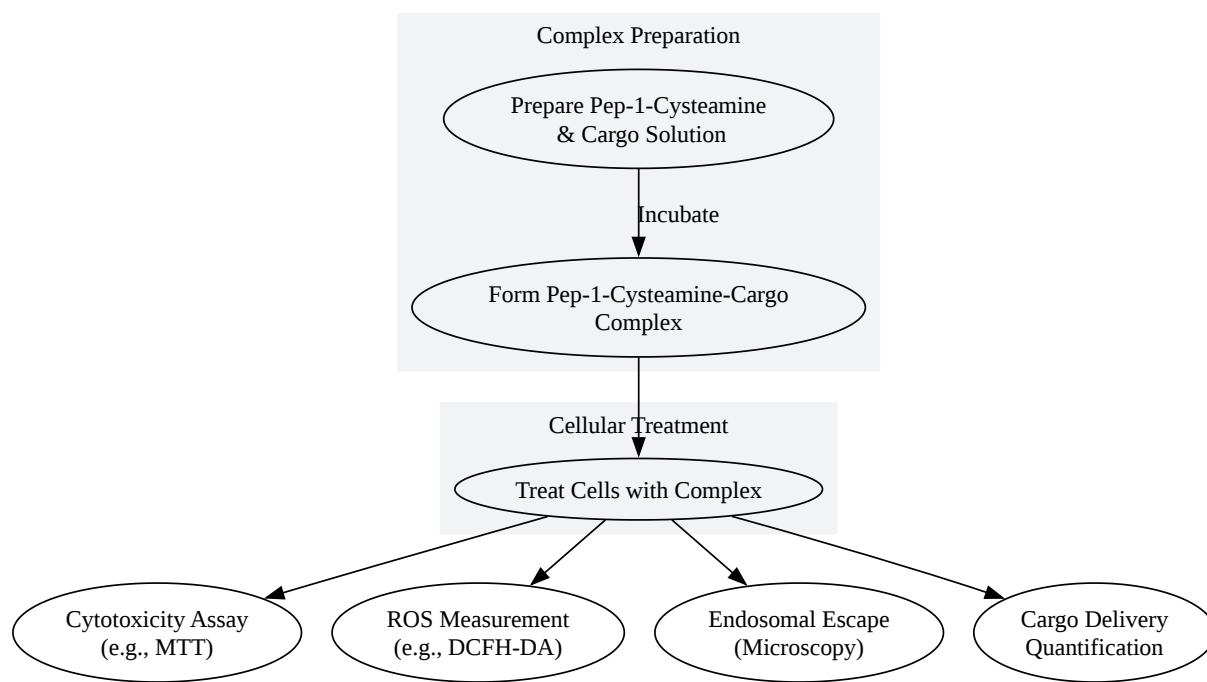 Complex Preparation
Prepare Pep-1-Cysteamine
& Cargo Solution
Incubate
Form Pep-1-Cysteamine-Cargo
Complex
Cellular Treatment
Treat Cells with Complex
Cytotoxicity Assay
(e.g., MTT)
ROS Measurement
(e.g., DCFH-DA)
Endosomal Escape
(Microscopy)
Cargo Delivery
Quantification